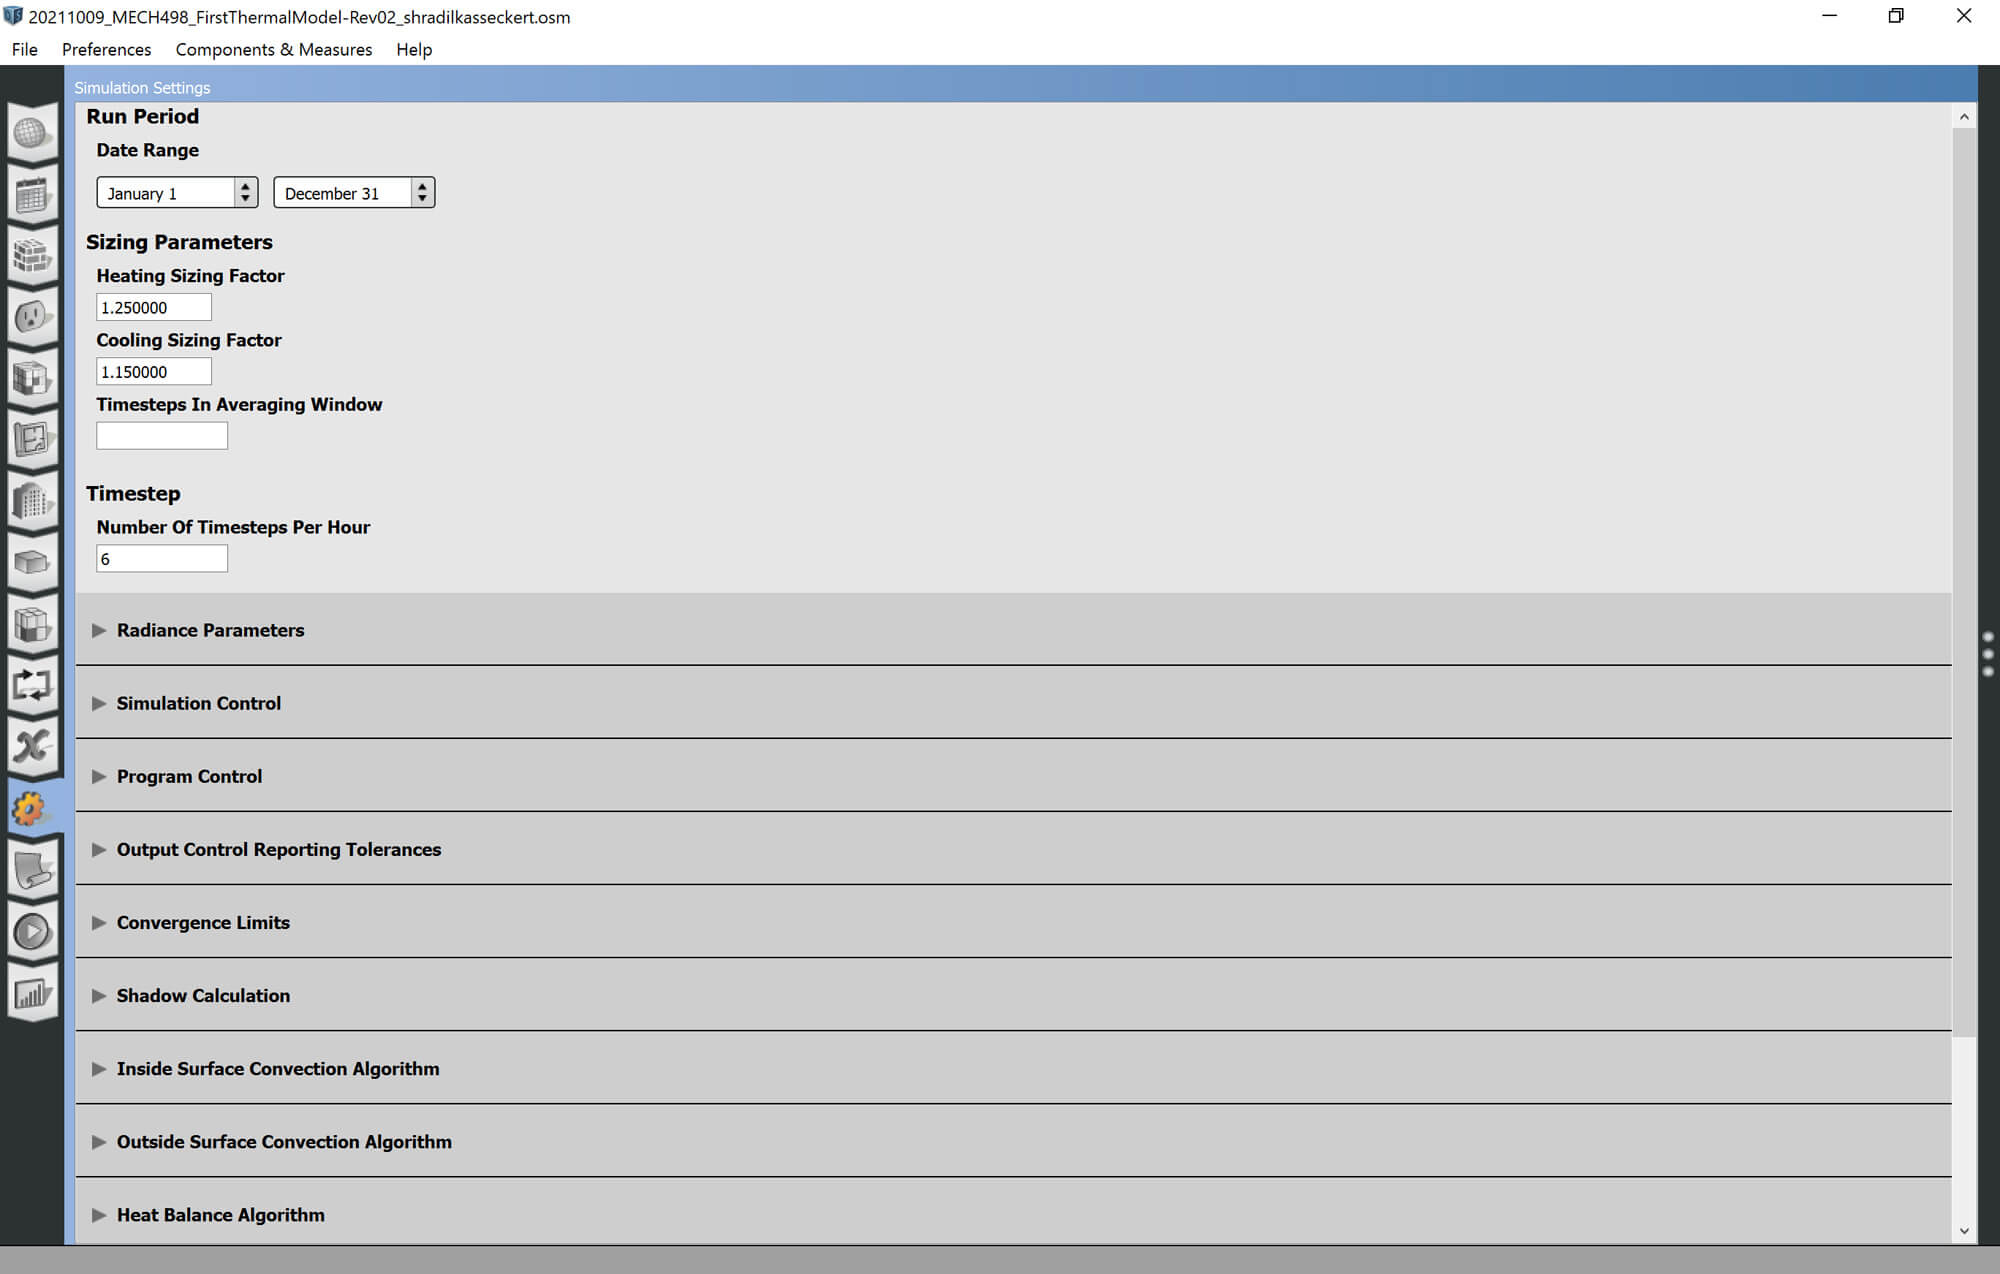 20211009_MECH498_FirstThermalModel-Rev02_shradilkasseckert.osm
File Preferences Components & Measures Help
Simulation Settings
Run Period
Date Range
January 1 December 31
Sizing Parameters
Heating Sizing Factor
1.250000
Cooling Sizing Factor
1.150000
Timesteps In Averaging Window
Timestep
Number Of Timesteps Per Hour
6
Radiance Parameters
Simulation Control
Program Control
Output Control Reporting Tolerances
Convergence Limits
Shadow Calculation
Inside Surface Convection Algorithm
Outside Surface Convection Algorithm
Heat Balance Algorithm